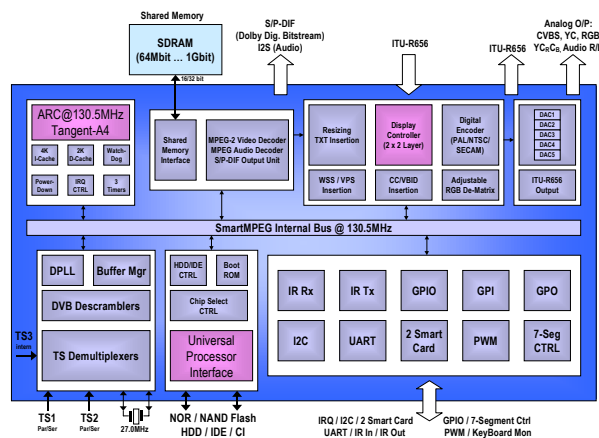 Shared Memory
SDRAM
(64Mbit ... 1Gbit)
16/32 bit
S/P-DIF
(Dolby Dig. Bitstream)
I2S (Audio)
ITU-R656
ITU-R656
Analog O/P:
CVBS, YC, RGB
YCRCB, Audio R/L
ARC@130.5MHz
Tangent-A4
4K
I-Cache
2K
D-Cache
Watch-
Dog
Power-
Down
IRQ
CTRL
3
Timers
Shared
Memory
Interface
MPEG-2 Video Decoder
MPEG Audio Decoder
S/P-DIF Output Unit
Resizing
TXT Insertion
Display
Controller
(2 x 2 Layer)
Digital
Encoder
(PAL/NTSC/
SECAM)
WSS / VPS
Insertion
CC/VBID
Insertion
Adjustable
RGB De-Matrix
DAC1
DAC2
DAC3
DAC4
DAC5
ITU-R656
Output
SmartMPEG Internal Bus @ 130.5MHz
DPLL
Buffer Mgr
DVB Descramblers
TS Demultiplexers
TS3
intern
HDD/IDE
CTRL
Boot
ROM
Chip Select
CTRL
Universal
Processor
Interface
IR Rx
IR Tx
GPIO
GPI
GPO
I2C
UART
2 Smart
Card
PWM
7-Seg
CTRL
TS1
Par/Ser
TS2
Par/Ser
27.0MHz
NOR / NAND Flash
HDD / IDE / CI
IRQ / I2C / 2 Smart Card
UART / IR In / IR Out
GPIO / 7-Segment Ctrl
PWM / KeyBoard Mon